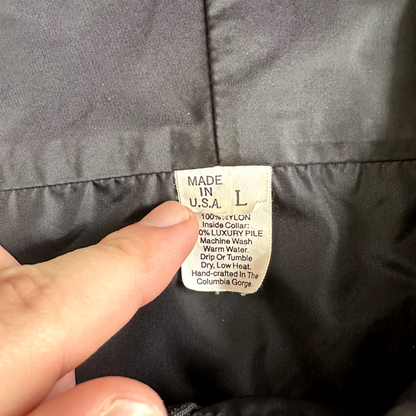 MADE
IN
U.S.A. L
100% NYLON
Inside Collar:
0% LUXURY PILE
Machine Wash
Warm Water.
Drip Or Tumble
Dry, Low Heat.
Hand-crafted In The
Columbia Gorge.